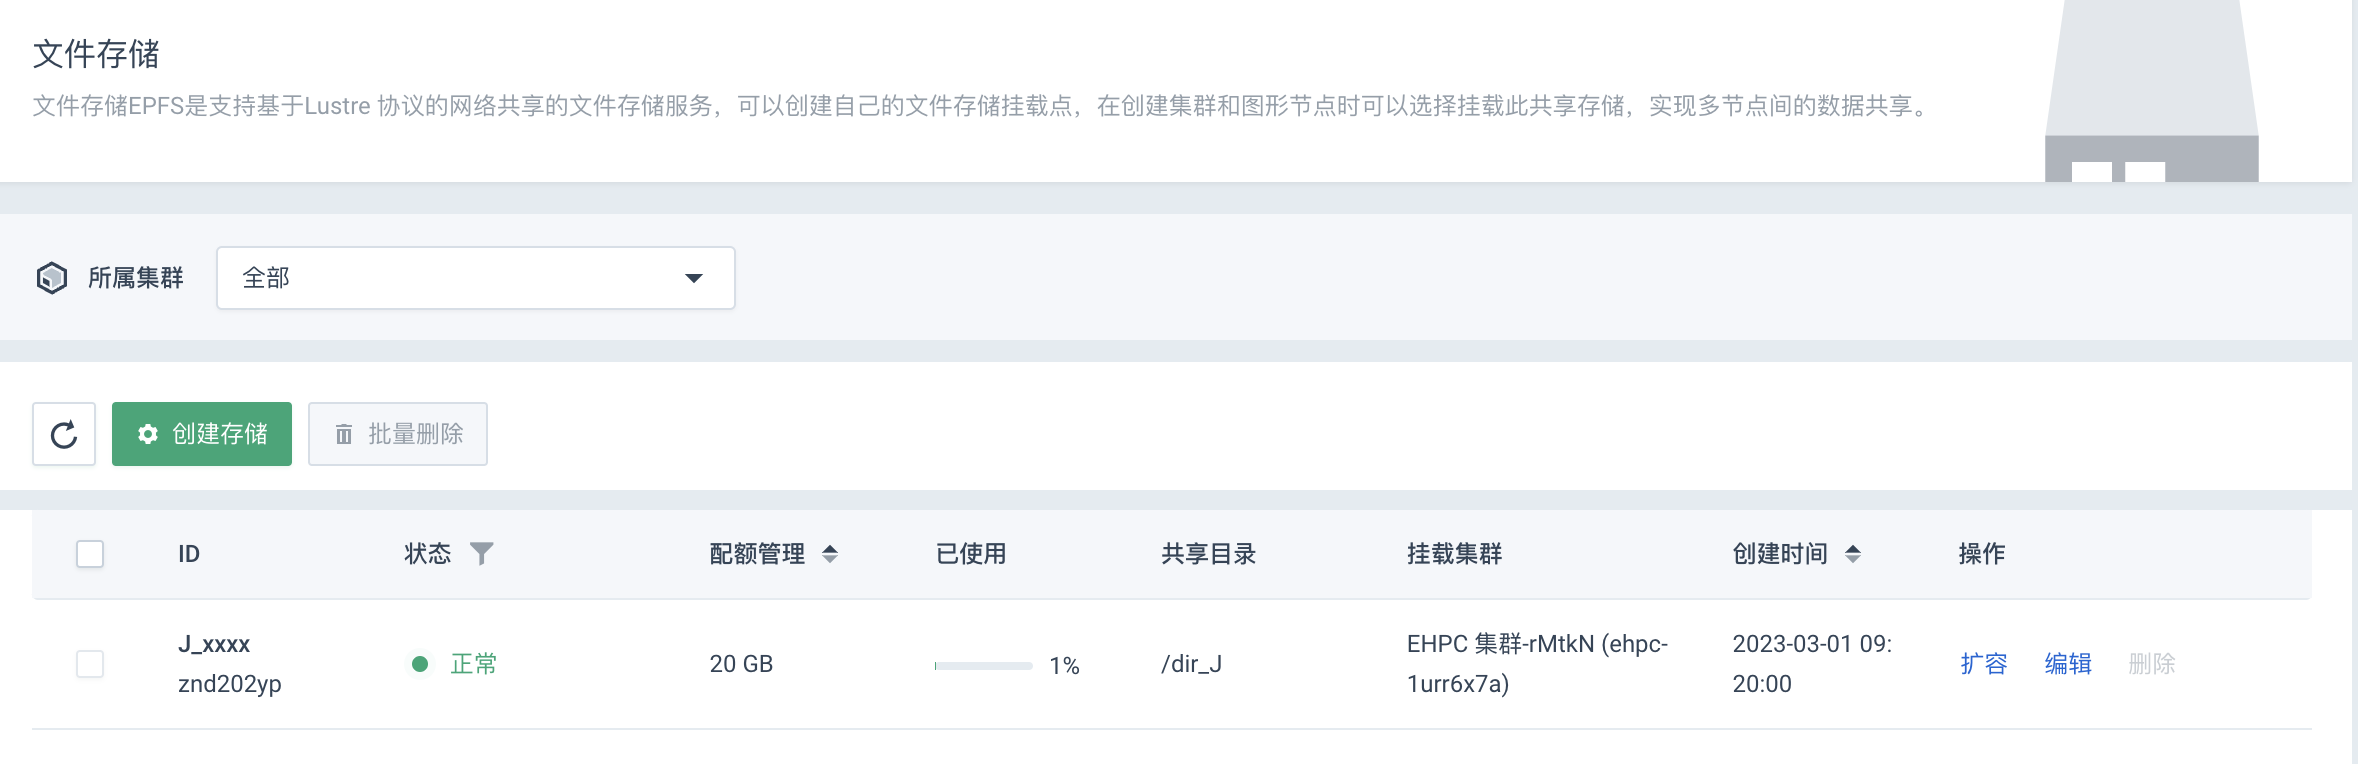 文件存储
文件存储EPFS是支持基于Lustre 协议的网络共享的文件存储服务，可以创建自己的文件存储挂载点，在创建集群和图形节点时可以选择挂载此共享存储，实现多节点间的数据共享。
所属集群 全部
创建存储 批量删除
ID 状态 配额管理 已使用 共享目录 挂载集群 创建时间 操作
J_xxxx
znd202yp
正常 20 GB 1% /dir_J
EHPC 集群-rMtkN (ehpc-
1urr6x7a)
2023-03-01 09:
20:00
扩容 编辑 删除